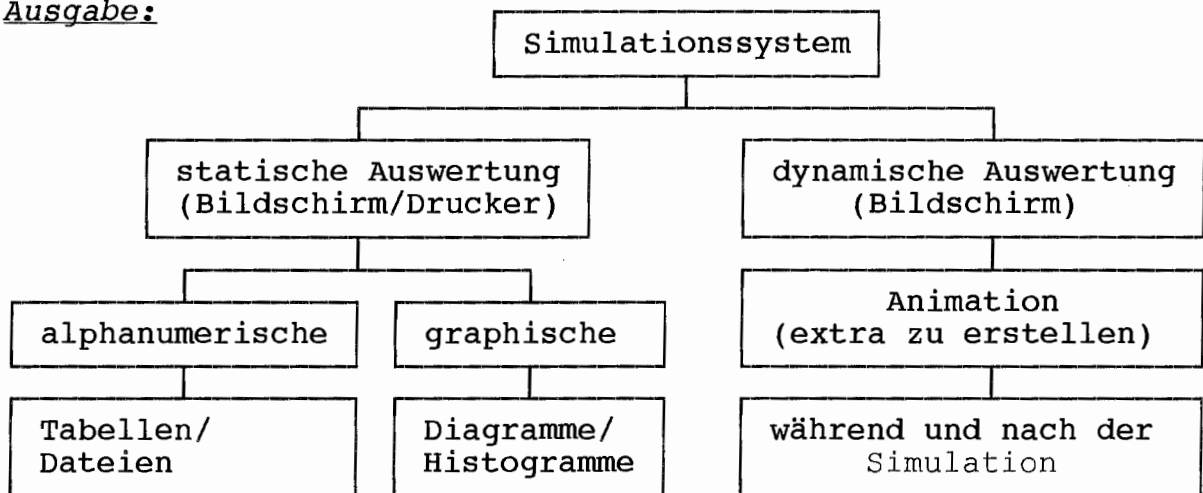 Ausgabe:
Simulationssystem
statische Auswertung
(Bildschirm/Drucker)
dynamische Auswertung
(Bildschirm)
alphanumerische
graphische
Animation
(extra zu erstellen)
Tabellen/
Dateien
Diagramme/
Histogramme
während und nach der
Simulation